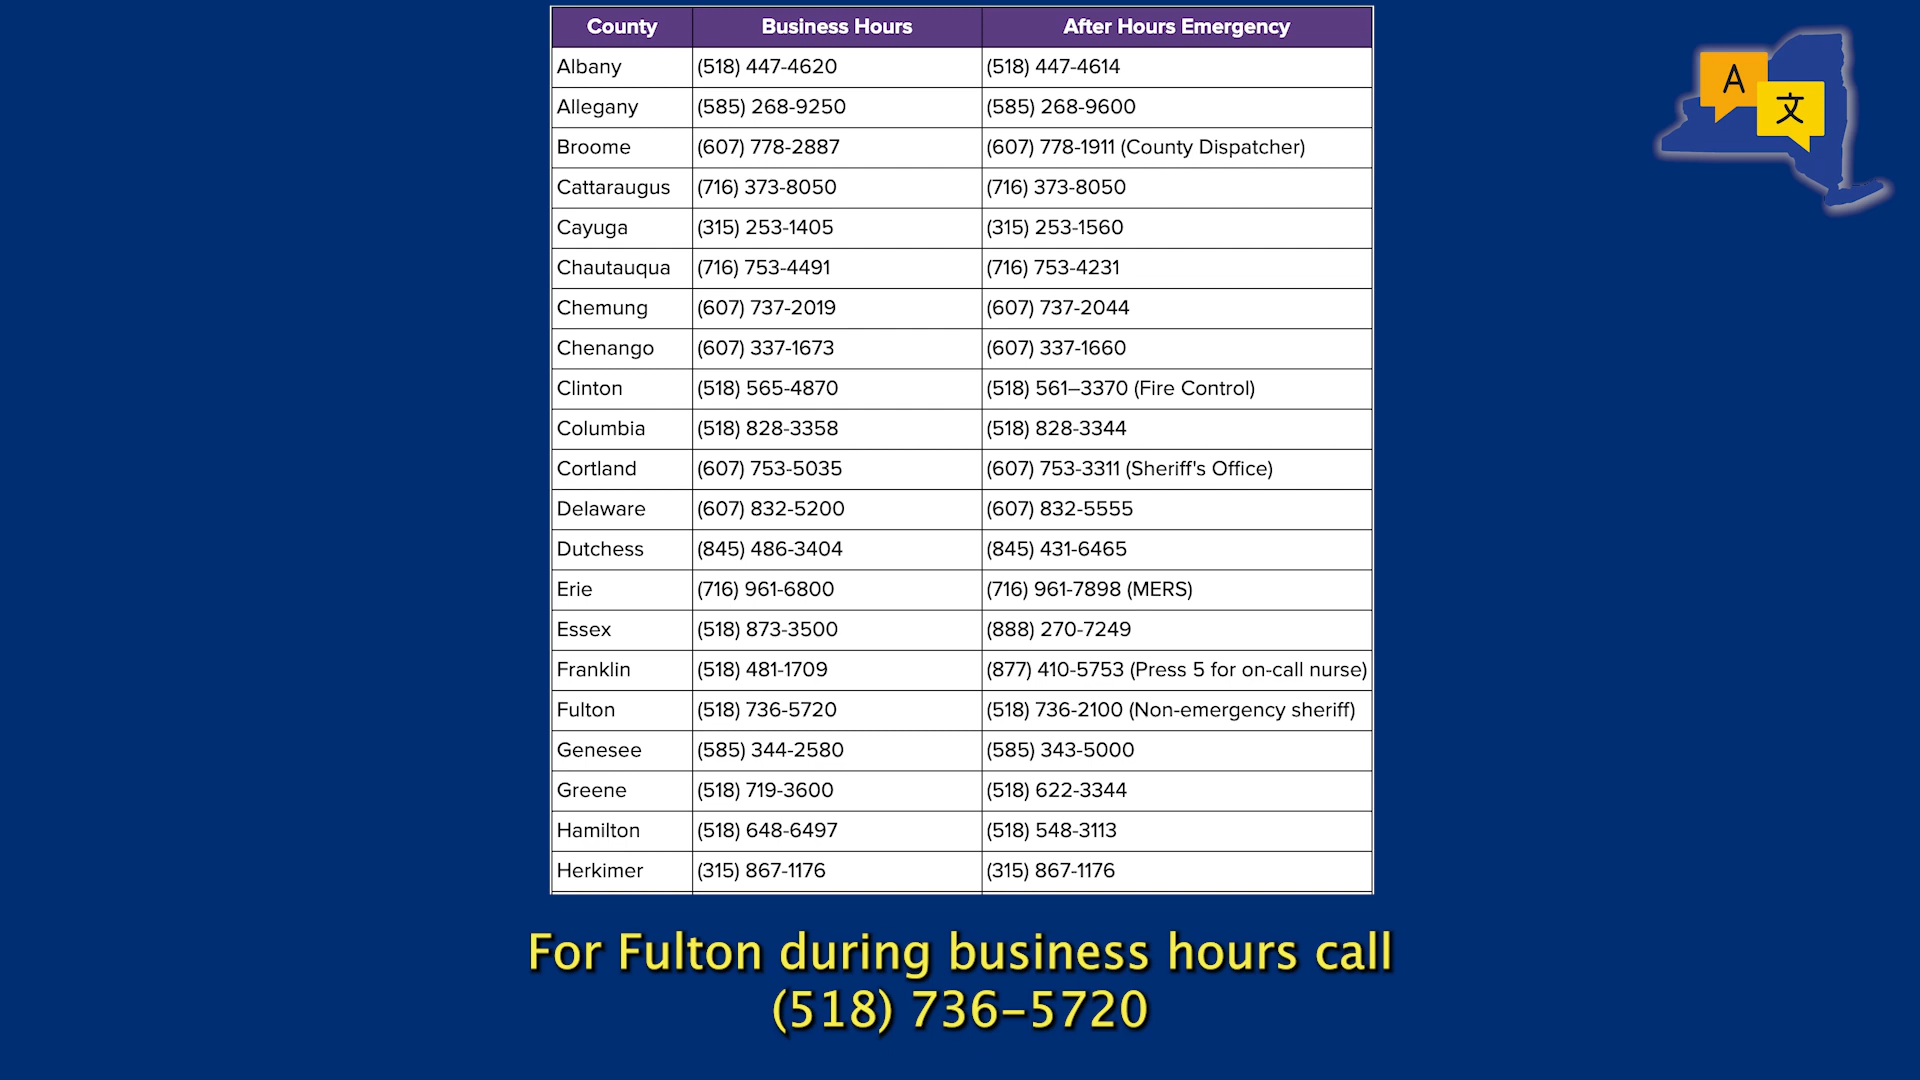 County Business Hours After Hours Emergency
Albany (518) 447-4620 (518) 447-4614
Allegany (585) 268-9250 (585) 268-9600
Broome (607) 778-2887 (607) 778-1911 (County Dispatcher)
Cattaraugus (716) 373-8050 (716) 373-8050
Cayuga (315) 253-1405 (315) 253-1560
Chautauqua (716) 753-4491 (716) 753-4231
Chemung (607) 737-2019 (607) 737-2044
Chenango (607) 337-1673 (607) 337-1660
Clinton (518) 565-4870 (518) 561–3370 (Fire Control)
Columbia (518) 828-3358 (518) 828-3344
Cortland (607) 753-5035 (607) 753-3311 (Sheriff's Office)
Delaware (607) 832-5200 (607) 832-5555
Dutchess (845) 486-3404 (845) 431-6465
Erie (716) 961-6800 (716) 961-7898 (MERS)
Essex (518) 873-3500 (888) 270-7249
Franklin (518) 481-1709 (877) 410-5753 (Press 5 for on-call nurse)
Fulton (518) 736-5720 (518) 736-2100 (Non-emergency sheriff)
Genesee (585) 344-2580 (585) 343-5000
Greene (518) 719-3600 (518) 622-3344
Hamilton (518) 648-6497 (518) 548-3113
Herkimer (315) 867-1176 (315) 867-1176
A
文
For Fulton during business hours call
(518) 736-5720